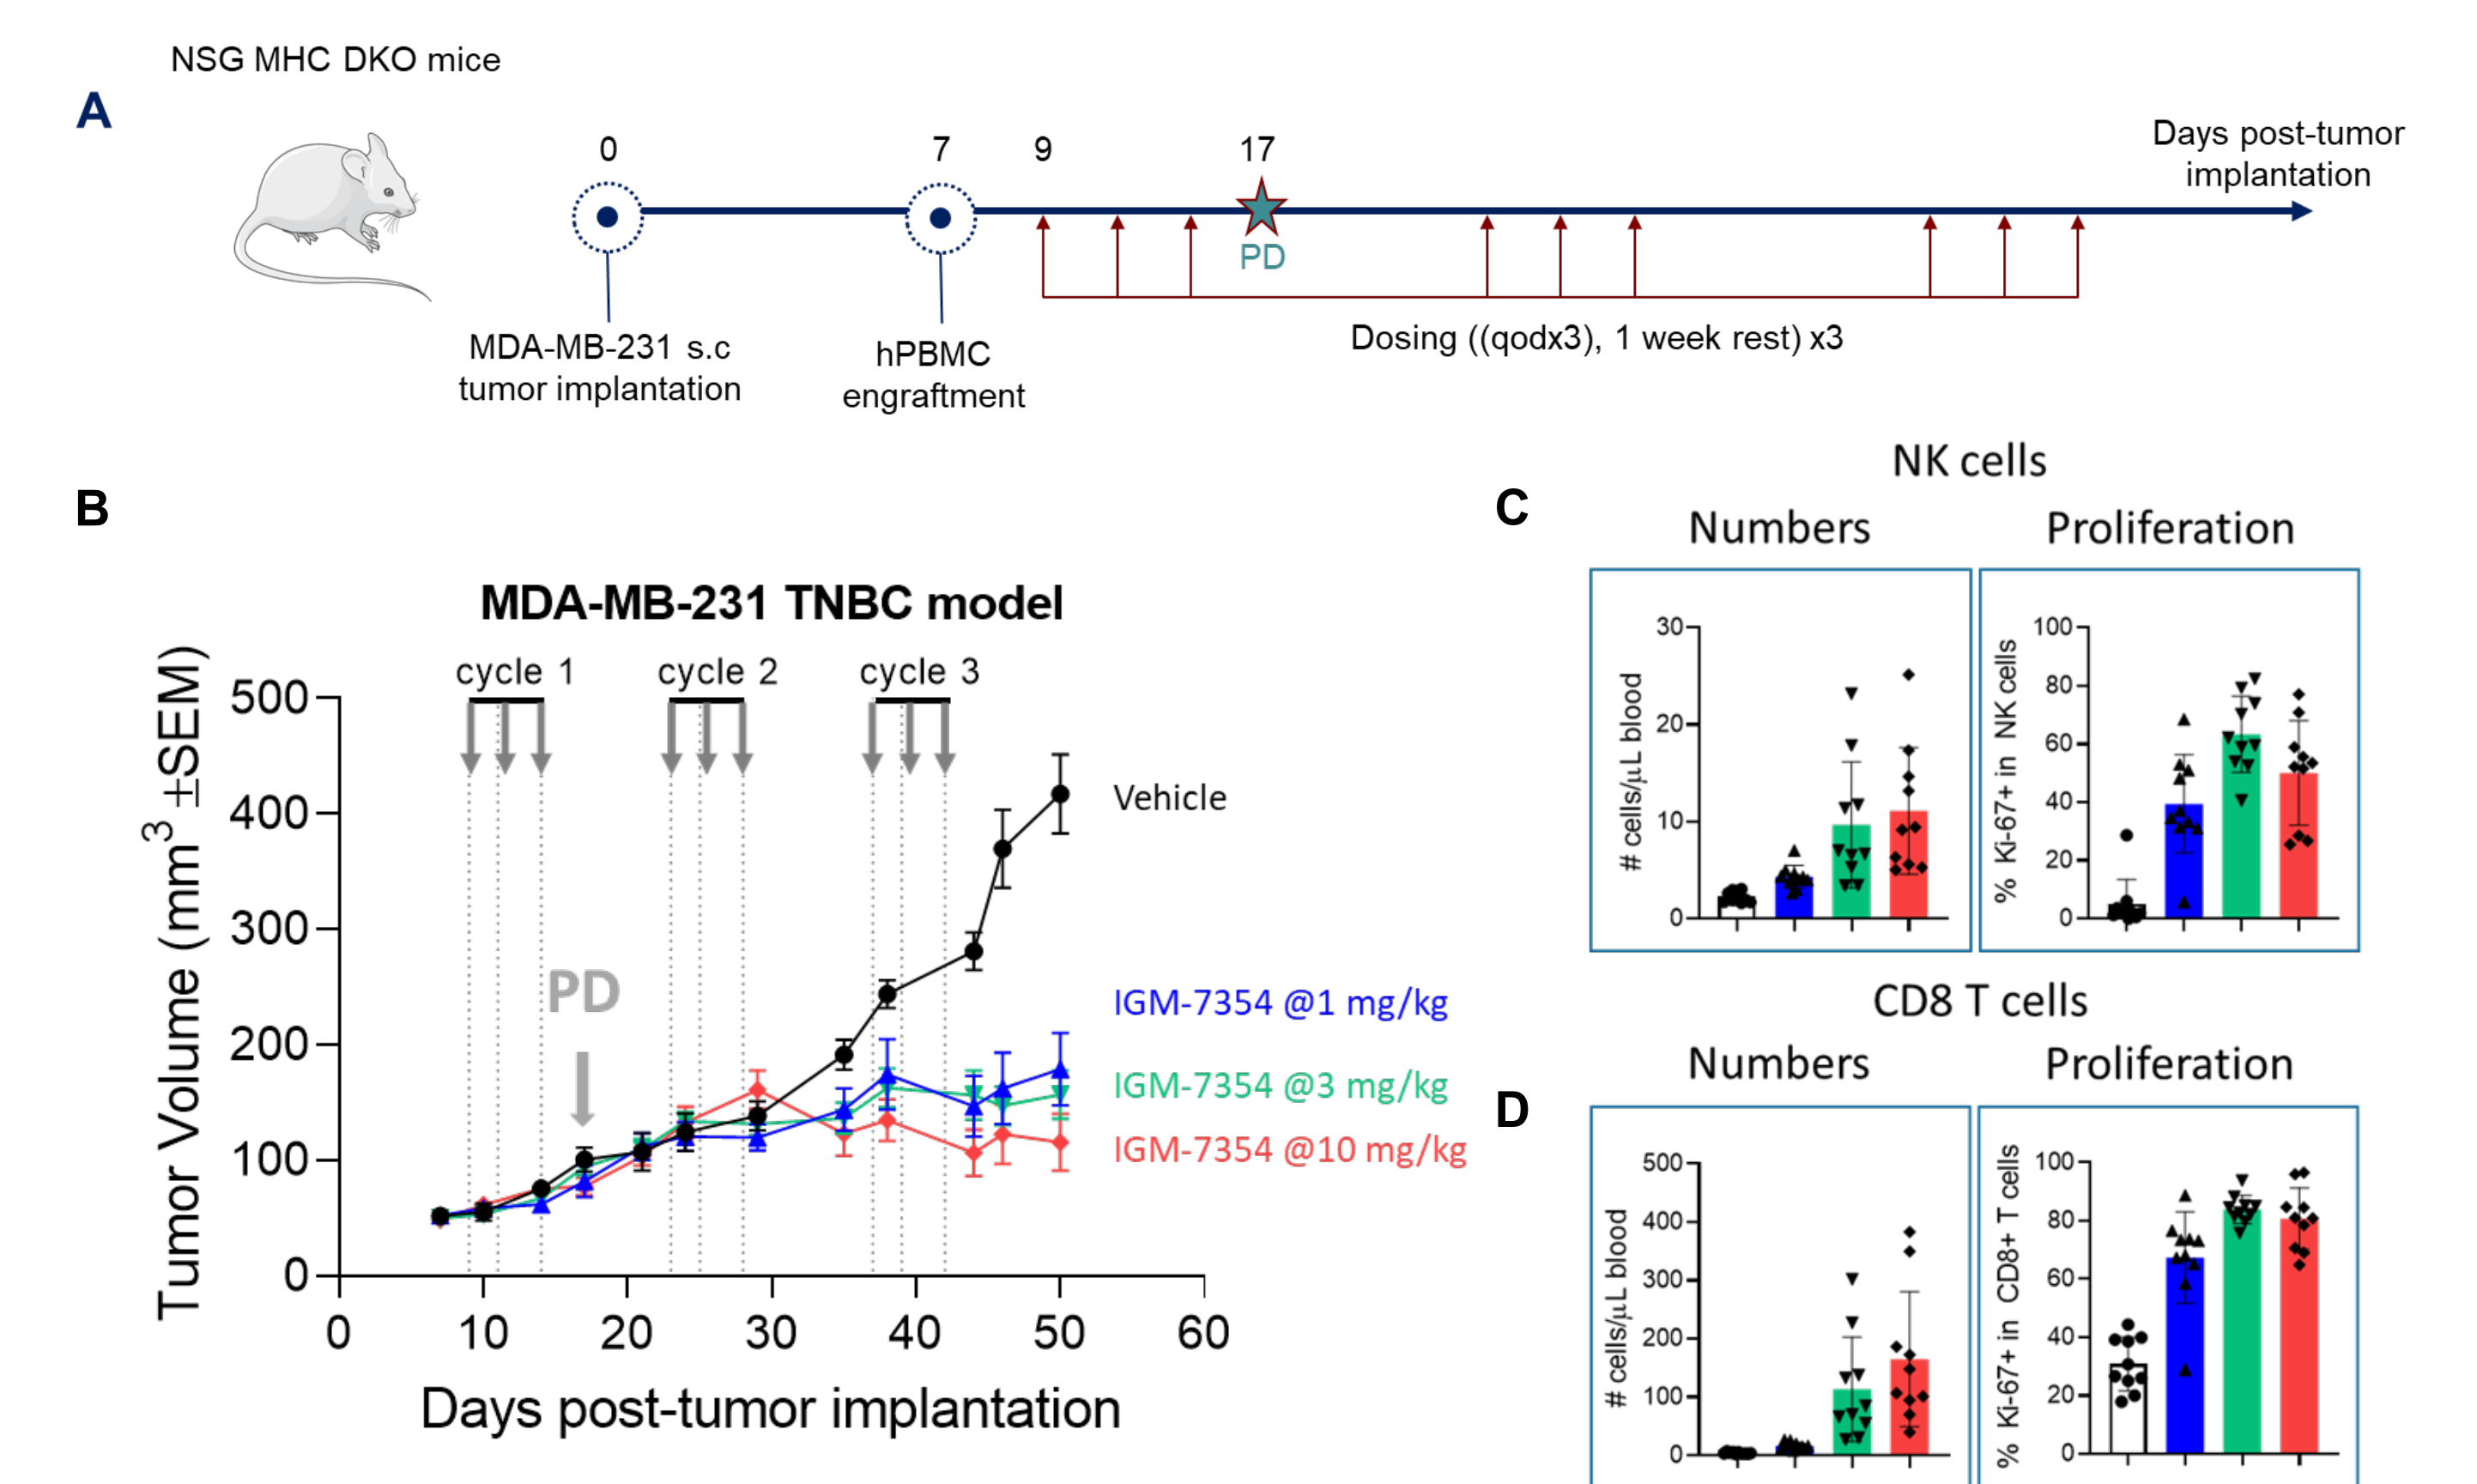 NSG MHC DKO mice
A
0
7
9
17
Days post-tumor
implantation
PD
MDA-MB-231 s.c
tumor implantation
hPBMC
engraftment
Dosing ((qodx3), 1 week rest) x3
B
MDA-MB-231 TNBC model
cycle 1
cycle 2
cycle 3
Tumor Volume (mm3 ±SEM)
500
400
300
200
100
0
PD
Vehicle
IGM-7354 @1 mg/kg
IGM-7354 @3 mg/kg
IGM-7354 @10 mg/kg
0
10
20
30
40
50
60
Days post-tumor implantation
C
NK cells
Numbers
# cells/μL blood
30
20
10
0
Proliferation
% Ki-67+ in NK cells
100
80
60
40
20
0
D
CD8 T cells
Numbers
# cells/μL blood
500
400
300
200
100
0
Proliferation
% Ki-67+ in CD8+ T cells
100
80
60
40
20
0